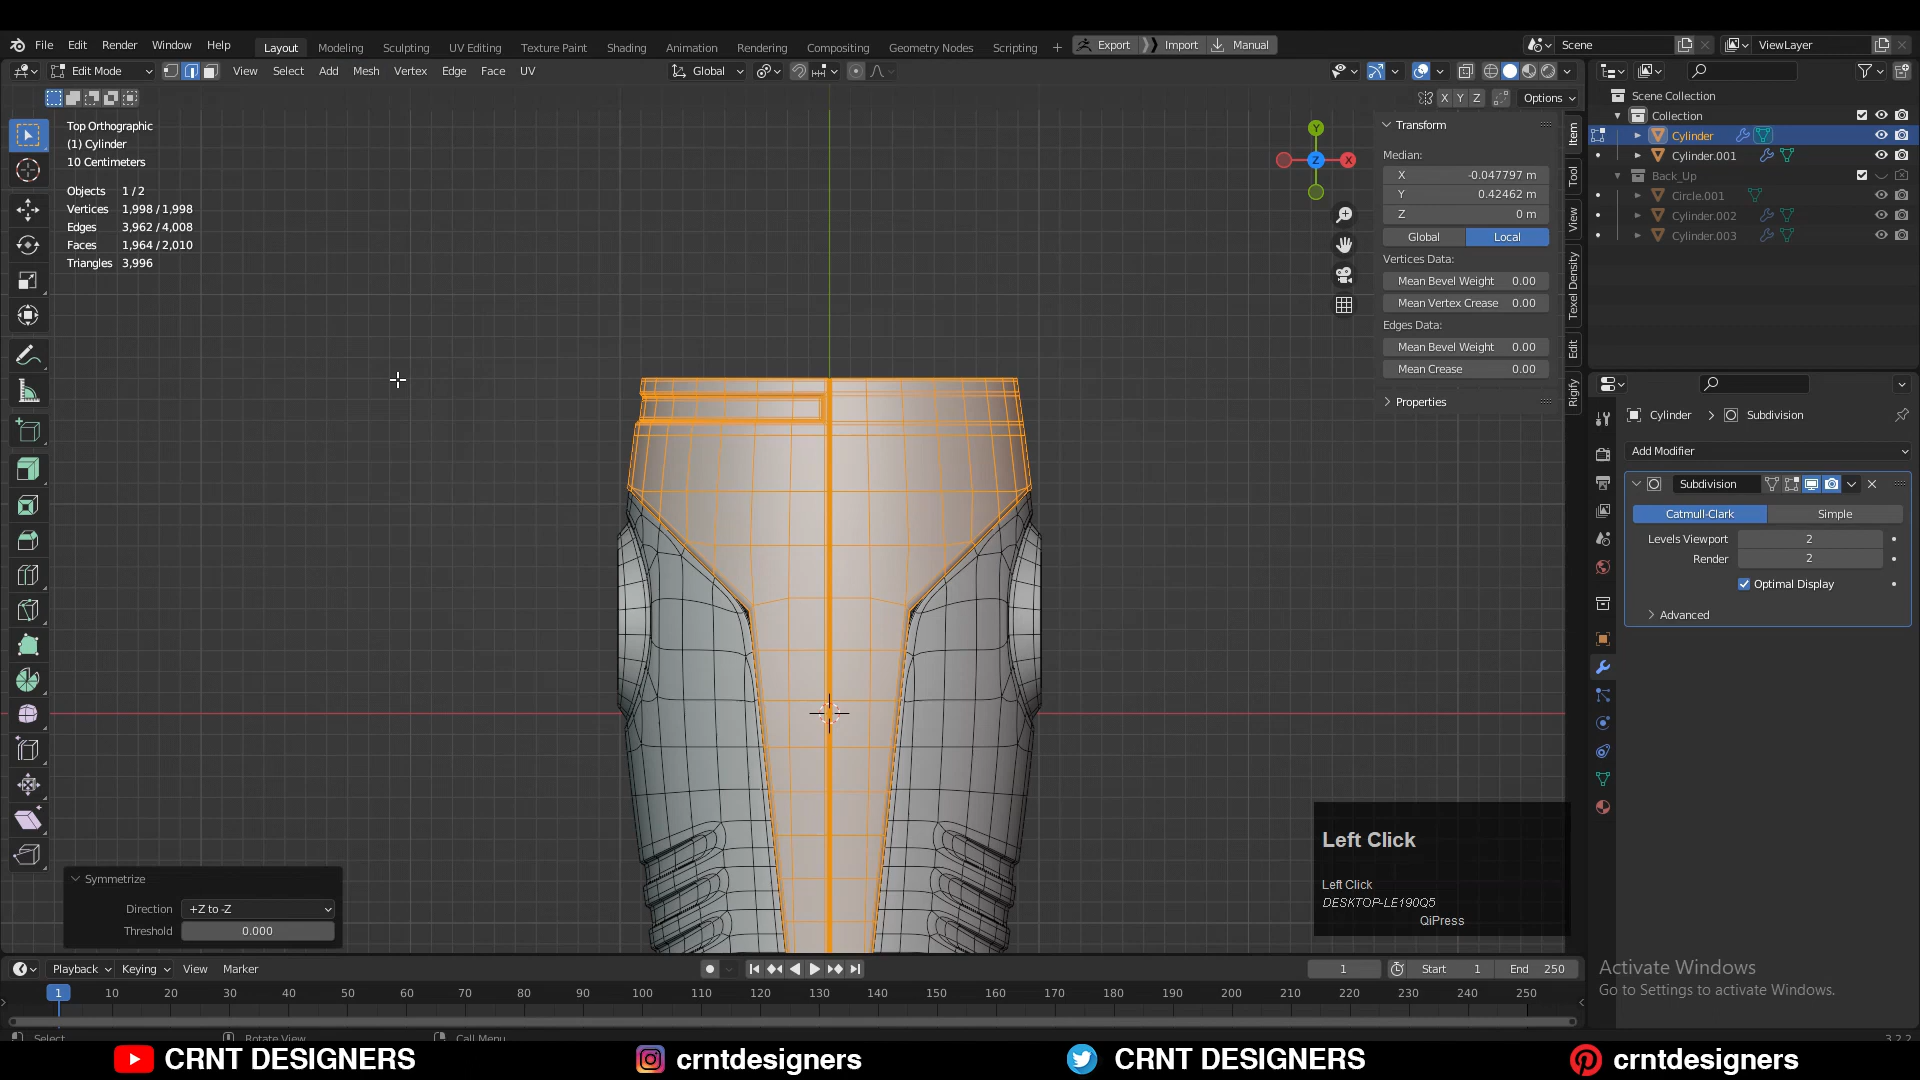 File Edit Render Window Help Layout Modeling Sculpting UV Editing Texture Paint Shading Animation Rendering Compositing Geometry Nodes Scripting + Export Import Manual Scene ViewLayer
Edit Mode View Select Add Mesh Vertex Edge Face UV Global
X Y Z Options
Top Orthographic
(1) Cylinder
10 Centimeters
Objects 1 / 2
Vertices 1,998 / 1,998
Edges 3,962 / 4,008
Faces 1,964 / 2,010
Triangles 3,996
Y
Z
X
Transform
Median:
X -0.047797 m
Y 0.42462 m
Z 0 m
Global Local
Vertices Data:
Mean Bevel Weight 0.00
Mean Vertex Crease 0.00
Edges Data:
Mean Bevel Weight 0.00
Mean Crease 0.00
Properties
Item
Tool
View
Texel Density
Edit
Rigify
Scene Collection
Collection
Cylinder
Cylinder.001
Back_Up
Circle.001
Cylinder.002
Cylinder.003
Cylinder > Subdivision
Add Modifier
Subdivision
Catmull-Clark Simple
Levels Viewport 2
Render 2
Optimal Display
Advanced
Left Click
Left Click
DESKTOP-LE190Q5
QiPress
Symmetrize
Direction +Z to -Z
Threshold 0.000
Activate Windows
Go to Settings to activate Windows.
Playback Keying View Marker 1 Start 1 End 250
1 10 20 30 40 50 60 70 80 90 100 110 120 130 140 150 160 170 180 190 200 210 220 230 240 250
Select Rotate View Call Menu 3.2.2
CRNT DESIGNERS crntdesigners CRNT DESIGNERS crntdesigners